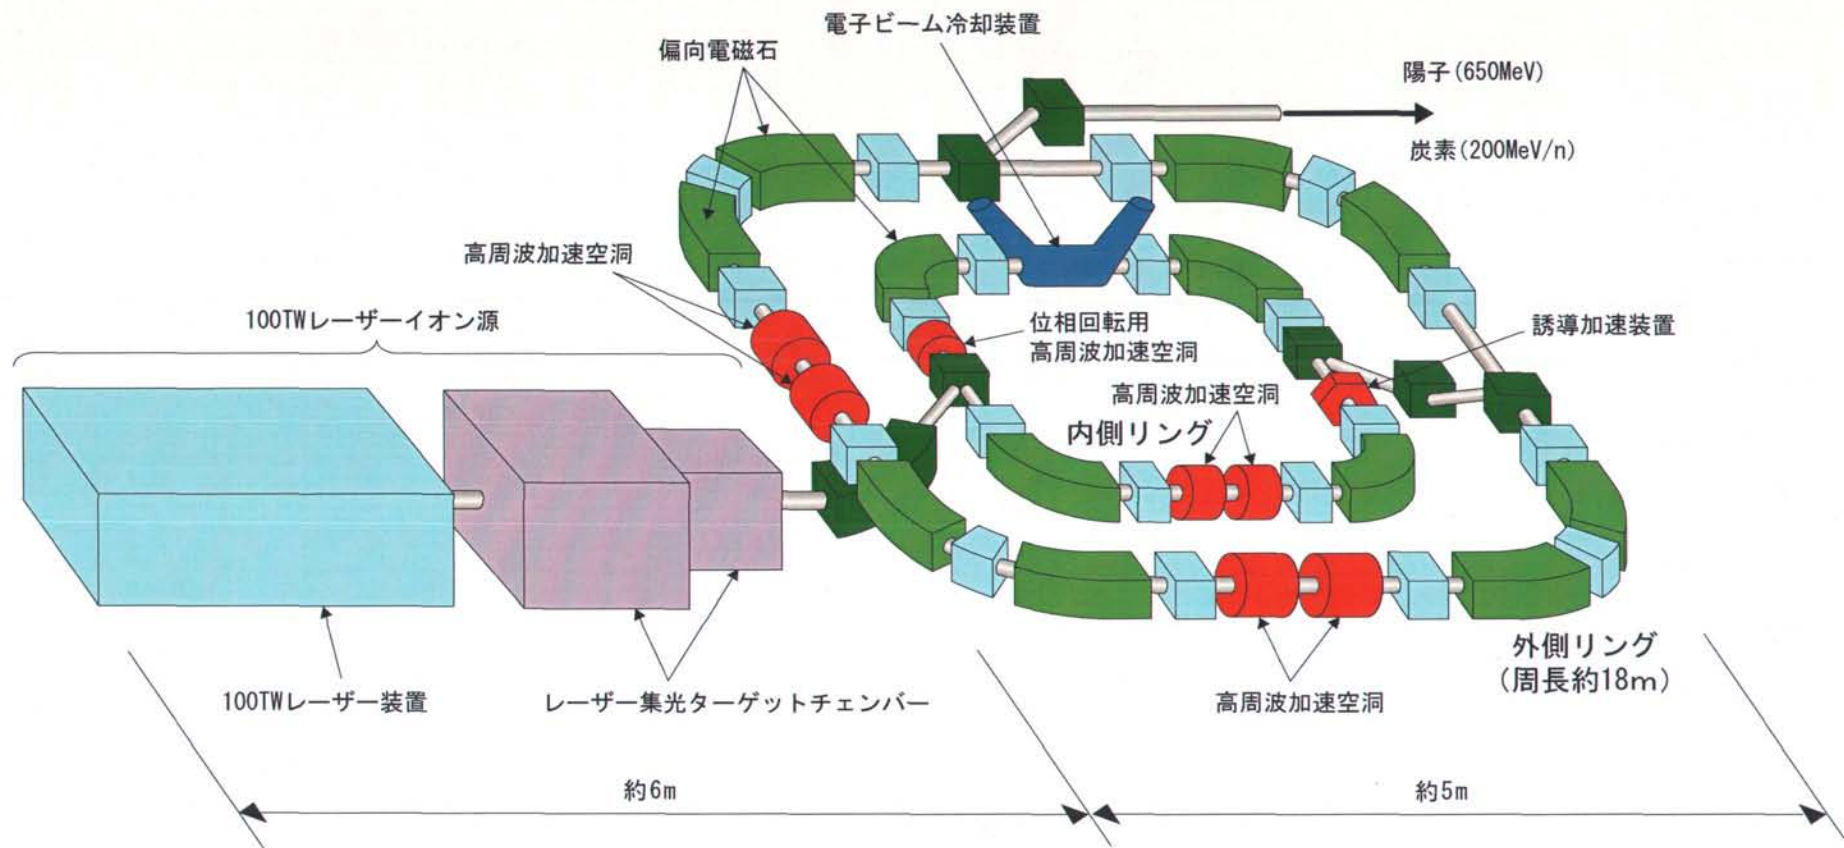 電子ビーム冷却装置
偏向電磁石
陽子(650MeV)
炭素(200MeV/n)
高周波加速空洞
100TWレーザーイオン源
位相回転用
高周波加速空洞
誘導加速装置
高周波加速空洞
内側リング
外側リング
(周長約18m)
100TWレーザー装置
レーザー集光ターゲットチェンバー
高周波加速空洞
約6m
約5m